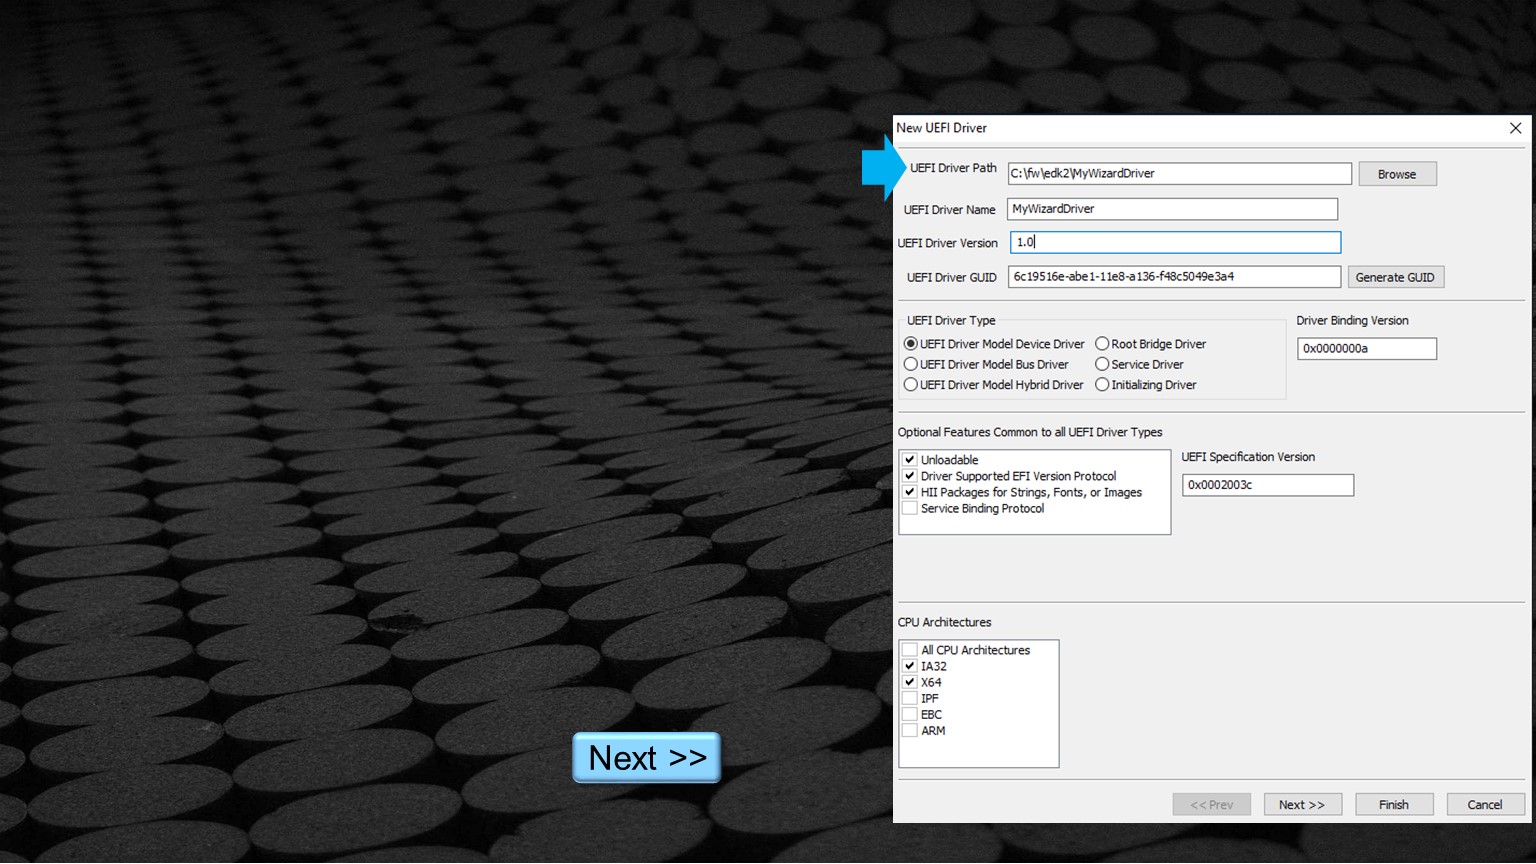 New UEFI Driver
UEFI Driver Path C:\fw\edk2\MyWizardDriver Browse
UEFI Driver Name MyWizardDriver
UEFI Driver Version 1.0
UEFI Driver GUID 6c19516e-abe1-11e8-a136-f48c5049e3a4 Generate GUID
UEFI Driver Type Driver Binding Version
UEFI Driver Model Device Driver Root Bridge Driver 0x0000000a
UEFI Driver Model Bus Driver Service Driver
UEFI Driver Model Hybrid Driver Initializing Driver
Optional Features Common to all UEFI Driver Types
UEFI Specification Version
Unloadable
Driver Supported EFI Version Protocol 0x0002003c
HII Packages for Strings, Fonts, or Images
Service Binding Protocol
CPU Architectures
All CPU Architectures
IA32
X64
IPF
EBC
ARM
Next >>
<< Prev Next >> Finish Cancel